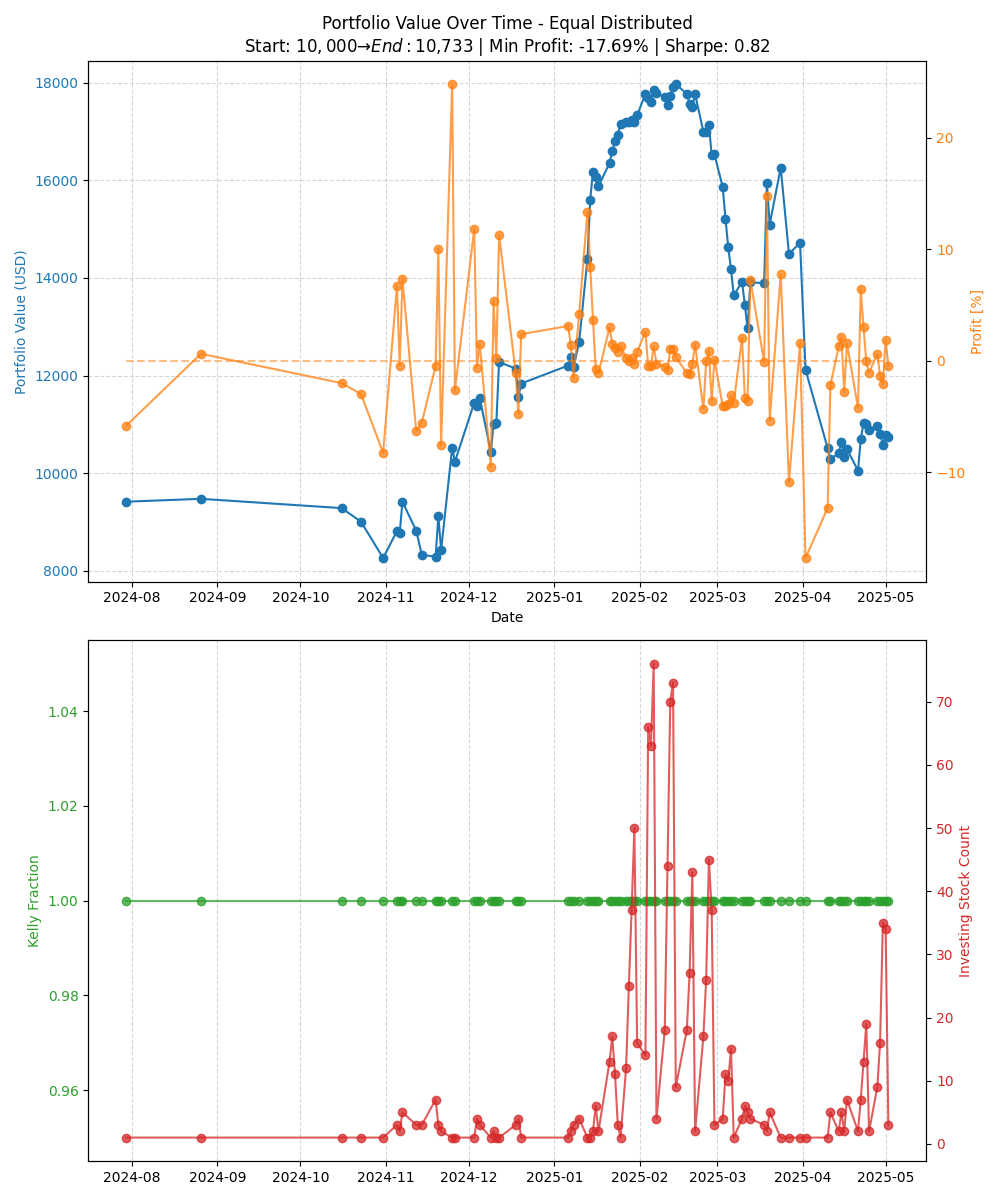 Portfolio Value Over Time - Equal Distributed
Start: 10,000→End:10,733 | Min Profit: -17.69% | Sharpe: 0.82
Portfolio Value (USD)
18000
16000
14000
12000
10000
8000
20
10
0
−10
Profit [%]
2024-08 2024-09 2024-10 2024-11 2024-12 2025-01 2025-02 2025-03 2025-04 2025-05
Date
Kelly Fraction
1.04
1.02
1.00
0.98
0.96
70
60
50
40
30
20
10
0
Investing Stock Count
2024-08 2024-09 2024-10 2024-11 2024-12 2025-01 2025-02 2025-03 2025-04 2025-05